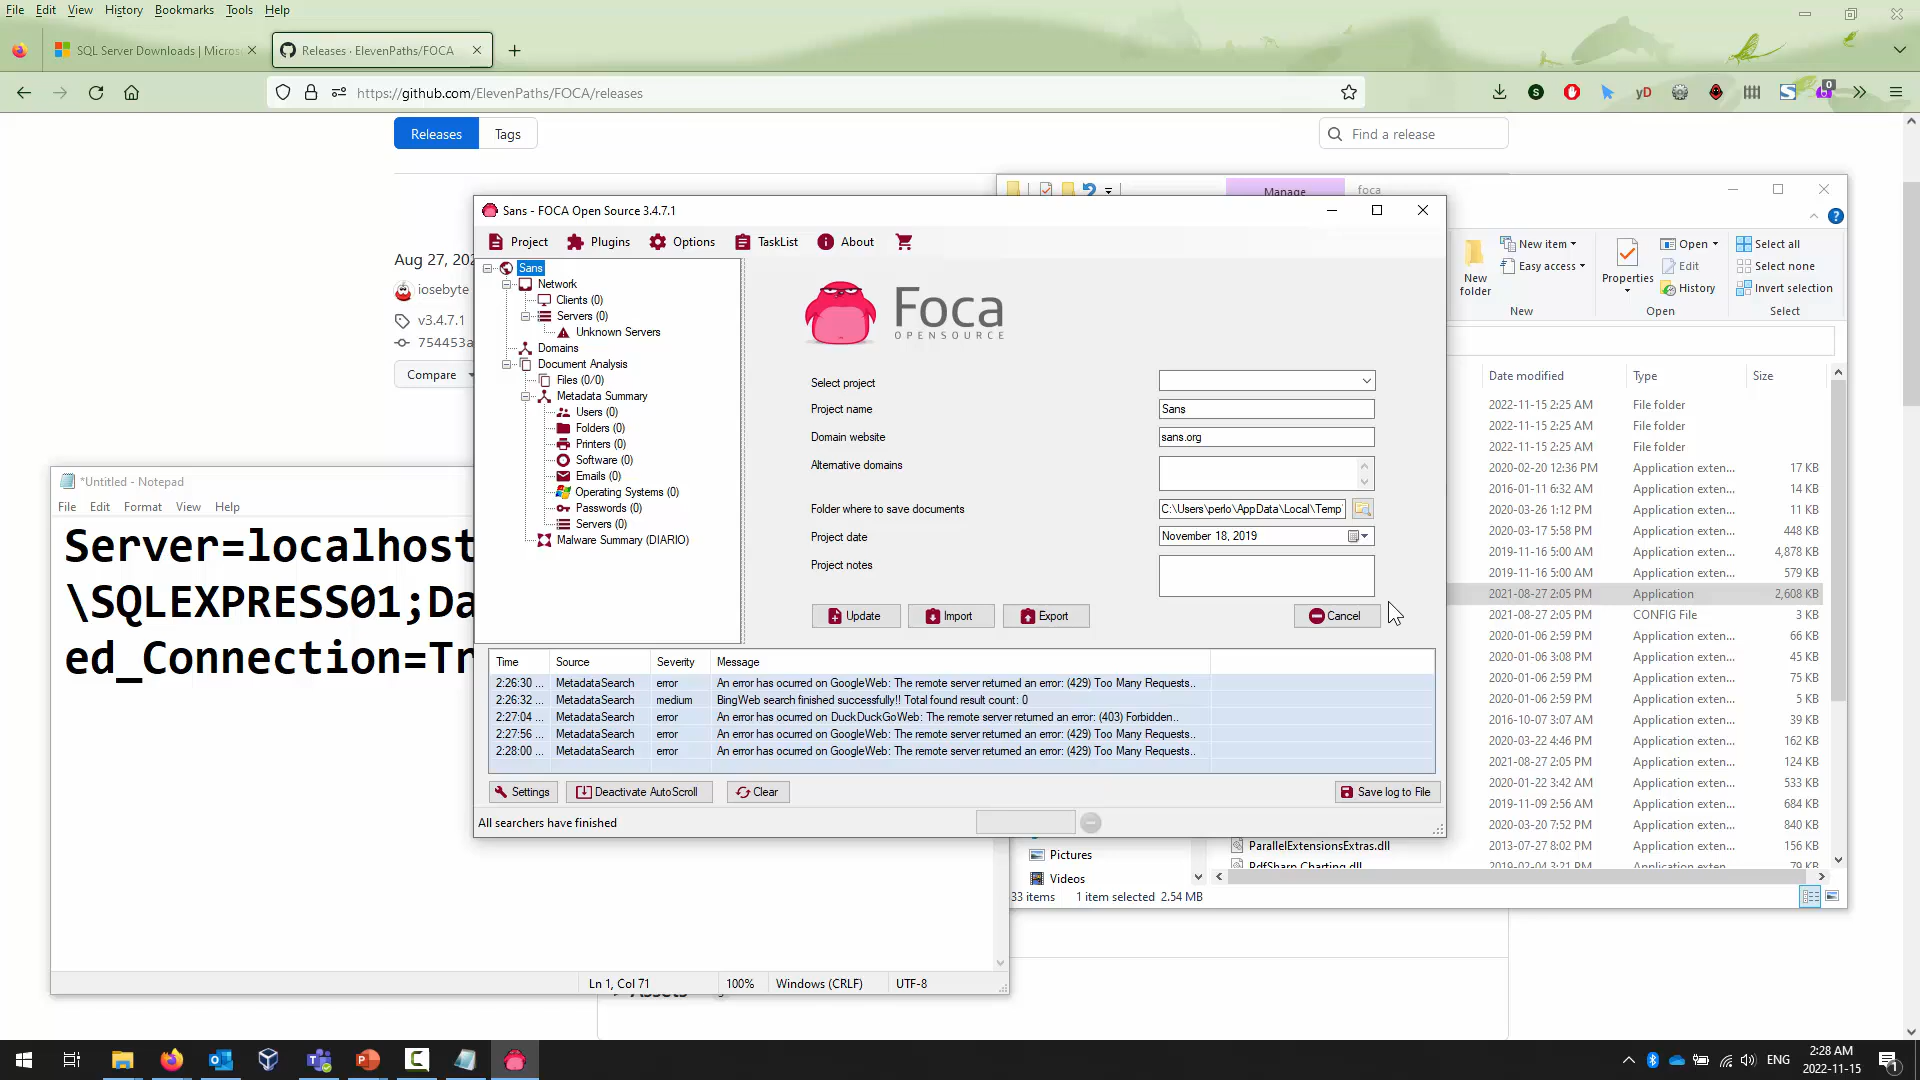 File Edit View History Bookmarks Tools Help
SQL Server Downloads | Micros
Releases · ElevenPaths/FOCA
https://github.com/ElevenPaths/FOCA/releases
Releases Tags
Find a release
Aug 27, 202
iosebyte
v3.4.7.1
754453a
Compare
*Untitled - Notepad
File Edit Format View Help
Server=localhost
\SQLEXPRESS01;Da
ed_Connection=Tr
Ln 1, Col 71 100% Windows (CRLF) UTF-8
Sans - FOCA Open Source 3.4.7.1
Project Plugins Options TaskList About
Sans
Network
Clients (0)
Servers (0)
Unknown Servers
Domains
Document Analysis
Files (0/0)
Metadata Summary
Users (0)
Folders (0)
Printers (0)
Software (0)
Emails (0)
Operating Systems (0)
Passwords (0)
Servers (0)
Malware Summary (DIARIO)
Foca
OPENSOURCE
Select project
Project name Sans
Domain website sans.org
Alternative domains
Folder where to save documents C:\Users\perlo\AppData\Local\Temp
Project date November 18, 2019
Project notes
Update Import Export Cancel
Time Source Severity Message
2:26:30 ... MetadataSearch error An error has ocurred on GoogleWeb: The remote server returned an error: (429) Too Many Requests..
2:26:32 ... MetadataSearch medium BingWeb search finished successfully!! Total found result count: 0
2:27:04 ... MetadataSearch error An error has ocurred on DuckDuckGoWeb: The remote server returned an error: (403) Forbidden..
2:27:56 ... MetadataSearch error An error has ocurred on GoogleWeb: The remote server returned an error: (429) Too Many Requests..
2:28:00 ... MetadataSearch error An error has ocurred on GoogleWeb: The remote server returned an error: (429) Too Many Requests..
Settings Deactivate AutoScroll Clear Save log to File
All searchers have finished
Manage foca
New folder
New item
Easy access
New
Properties
Open
Edit
History
Open
Select all
Select none
Invert selection
Select
Date modified Type Size
2022-11-15 2:25 AM File folder
2022-11-15 2:25 AM File folder
2022-11-15 2:25 AM File folder
2020-02-20 12:36 PM Application exten... 17 KB
2016-01-11 6:32 AM Application exten... 14 KB
2020-03-26 1:12 PM Application exten... 11 KB
2020-03-17 5:58 PM Application exten... 448 KB
2019-11-16 5:00 AM Application exten... 4,878 KB
2019-11-16 5:00 AM Application exten... 579 KB
2021-08-27 2:05 PM Application 2,608 KB
2021-08-27 2:05 PM CONFIG File 3 KB
2020-01-06 2:59 PM Application exten... 66 KB
2020-01-06 3:08 PM Application exten... 45 KB
2020-01-06 2:59 PM Application exten... 75 KB
2020-01-06 2:59 PM Application exten... 5 KB
2016-10-07 3:07 AM Application exten... 39 KB
2020-03-22 4:46 PM Application exten... 162 KB
2021-08-27 2:05 PM Application exten... 124 KB
2020-01-22 3:42 AM Application exten... 533 KB
2019-11-09 2:56 AM Application exten... 684 KB
2020-03-20 7:52 PM Application exten... 840 KB
ParallelExtensionsExtras.dll 2013-07-27 8:02 PM Application exten... 156 KB
PdfSharp.Charting.dll 2019-02-04 3:21 PM Application exten... 79 KB
Pictures
Videos
33 items 1 item selected 2.54 MB
Assets
ENG
2:28 AM
2022-11-15
1